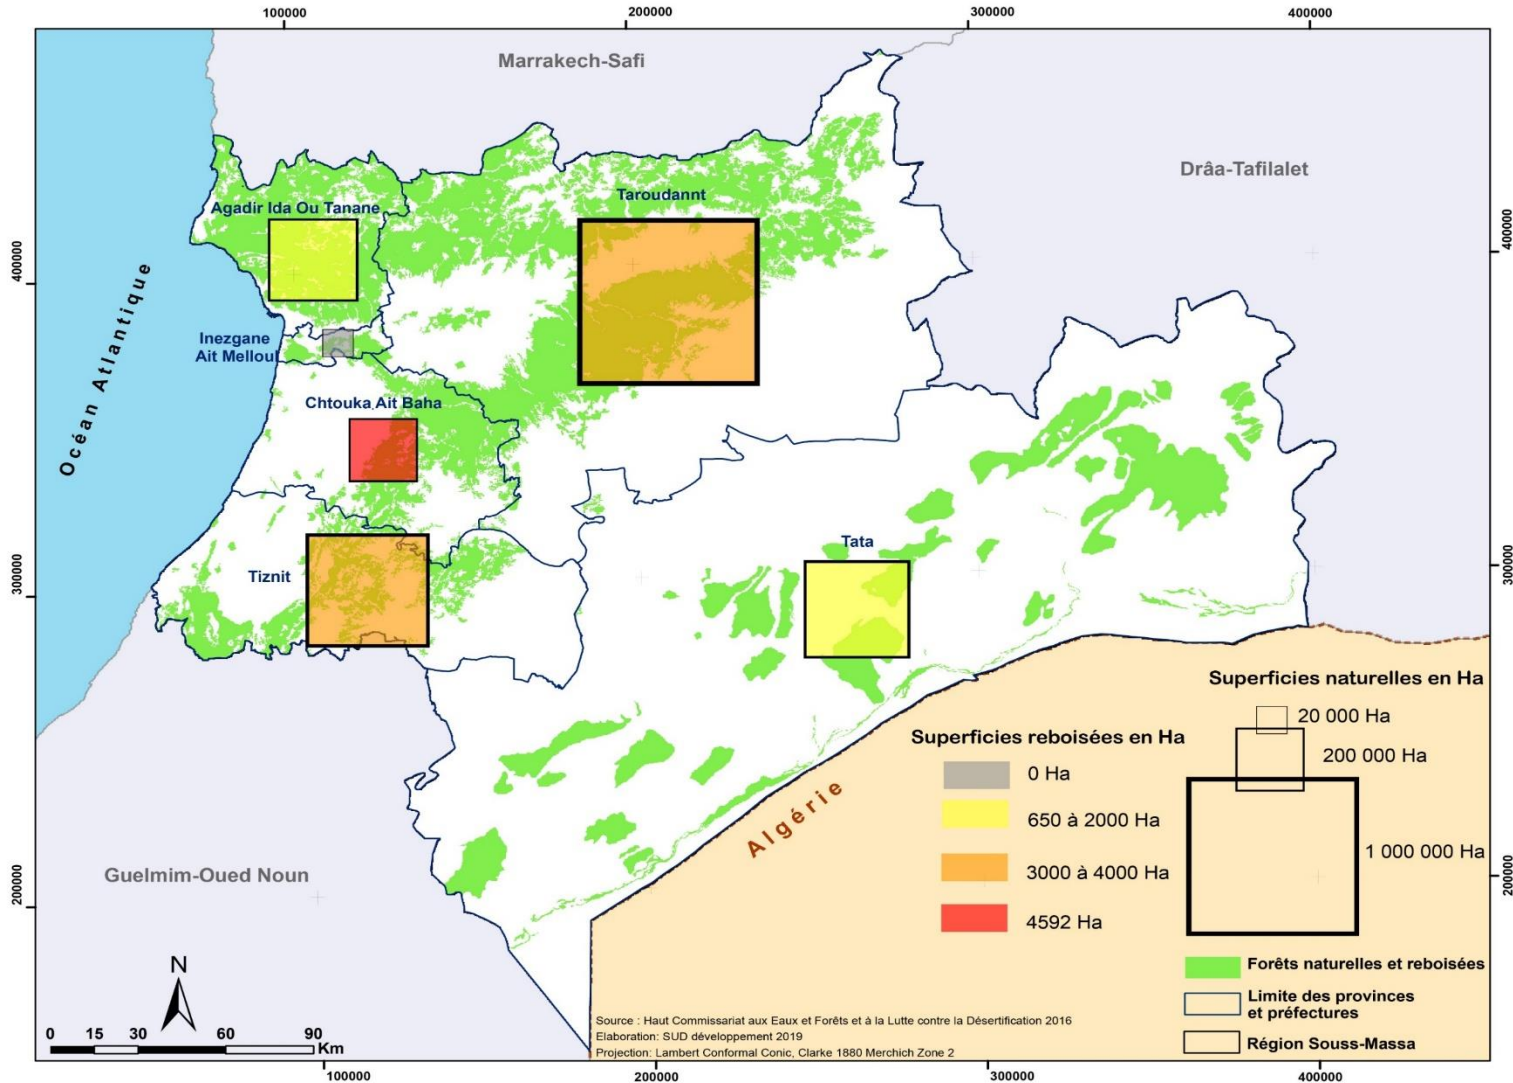 100000
200000
300000
400000
Marrakech-Safi
Drâa-Tafilalet
Taroudannt
Agadir Ida Ou Tanane
400000
400000
Océan Atlantique
Inezgane
Ait Melloul
Chtouka Ait Baha
Tata
Tiznit
300000
300000
Superficies naturelles en Ha
20 000 Ha
200 000 Ha
1 000 000 Ha
Superficies reboisées en Ha
0 Ha
650 à 2000 Ha
3000 à 4000 Ha
4592 Ha
Algérie
Guelmim-Oued Noun
200000
200000
Forêts naturelles et reboisées
Limite des provinces
et préfectures
Région Souss-Massa
N
0 15 30 60 90
Km
Source : Haut Commissariat aux Eaux et Forêts et à la Lutte contre la Désertification 2016
Elaboration: SUD développement 2019
Projection: Lambert Conformal Conic, Clarke 1880 Merchich Zone 2
100000
200000
300000
400000